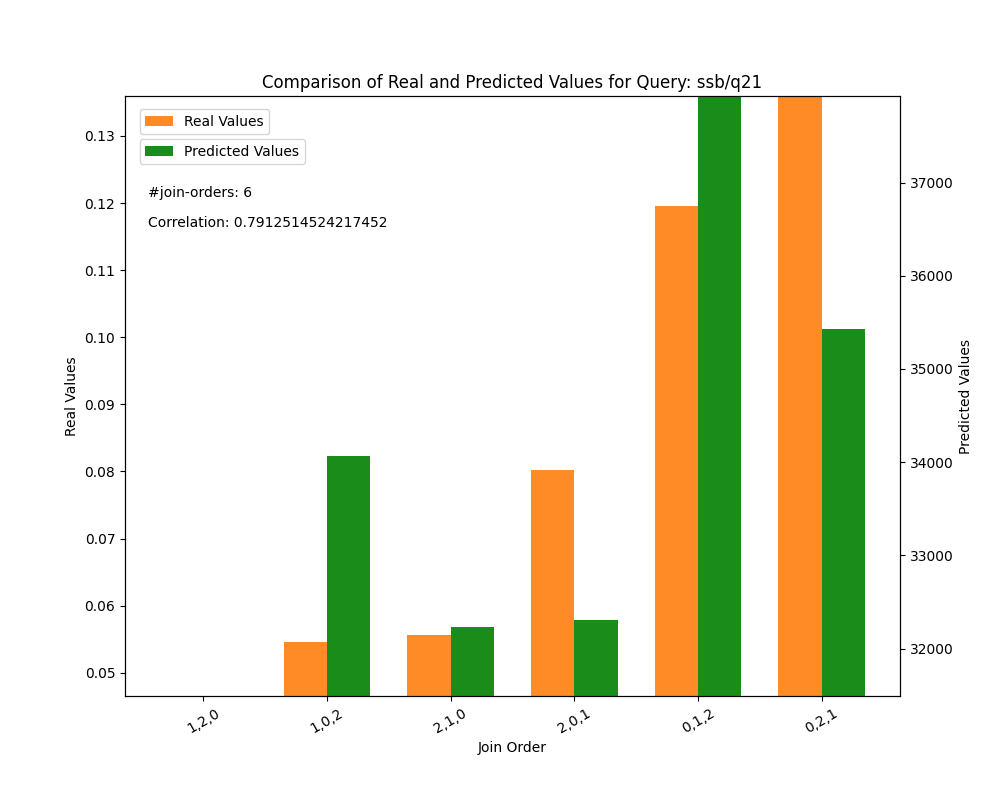 Comparison of Real and Predicted Values for Query: ssb/q21
Real Values
Predicted Values
#join-orders: 6
Correlation: 0.7912514524217452
0.13
0.12
0.11
0.10
0.09
0.08
0.07
0.06
0.05
Real Values
37000
36000
35000
34000
33000
32000
Predicted Values
1,2,0
1,0,2
2,1,0
2,0,1
0,1,2
0,2,1
Join Order